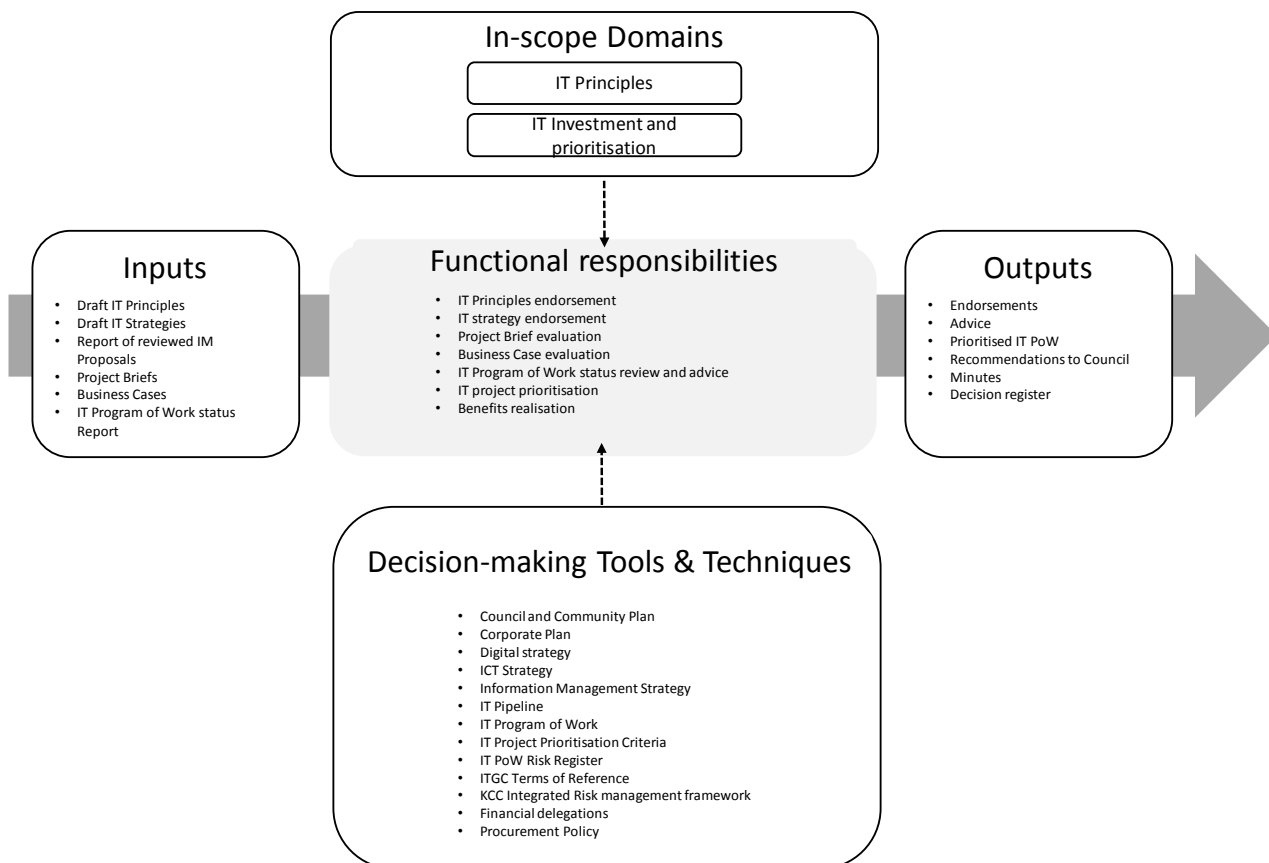 In-scope Domains
IT Principles
IT Investment and
prioritisation
Inputs
• Draft IT Principles
• Draft IT Strategies
• Report of reviewed IM
Proposals
• Project Briefs
• Business Cases
• IT Program of Work status
Report
Functional responsibilities
• IT Principles endorsement
• IT strategy endorsement
• Project Brief evaluation
• Business Case evaluation
• IT Program of Work status review and advice
• IT project prioritisation
• Benefits realisation
Outputs
• Endorsements
• Advice
• Prioritised IT PoW
• Recommendations to Council
• Minutes
• Decision register
Decision-making Tools & Techniques
• Council and Community Plan
• Corporate Plan
• Digital strategy
• ICT Strategy
• Information Management Strategy
• IT Pipeline
• IT Program of Work
• IT Project Prioritisation Criteria
• IT PoW Risk Register
• ITGC Terms of Reference
• KCC Integrated Risk management framework
• Financial delegations
• Procurement Policy